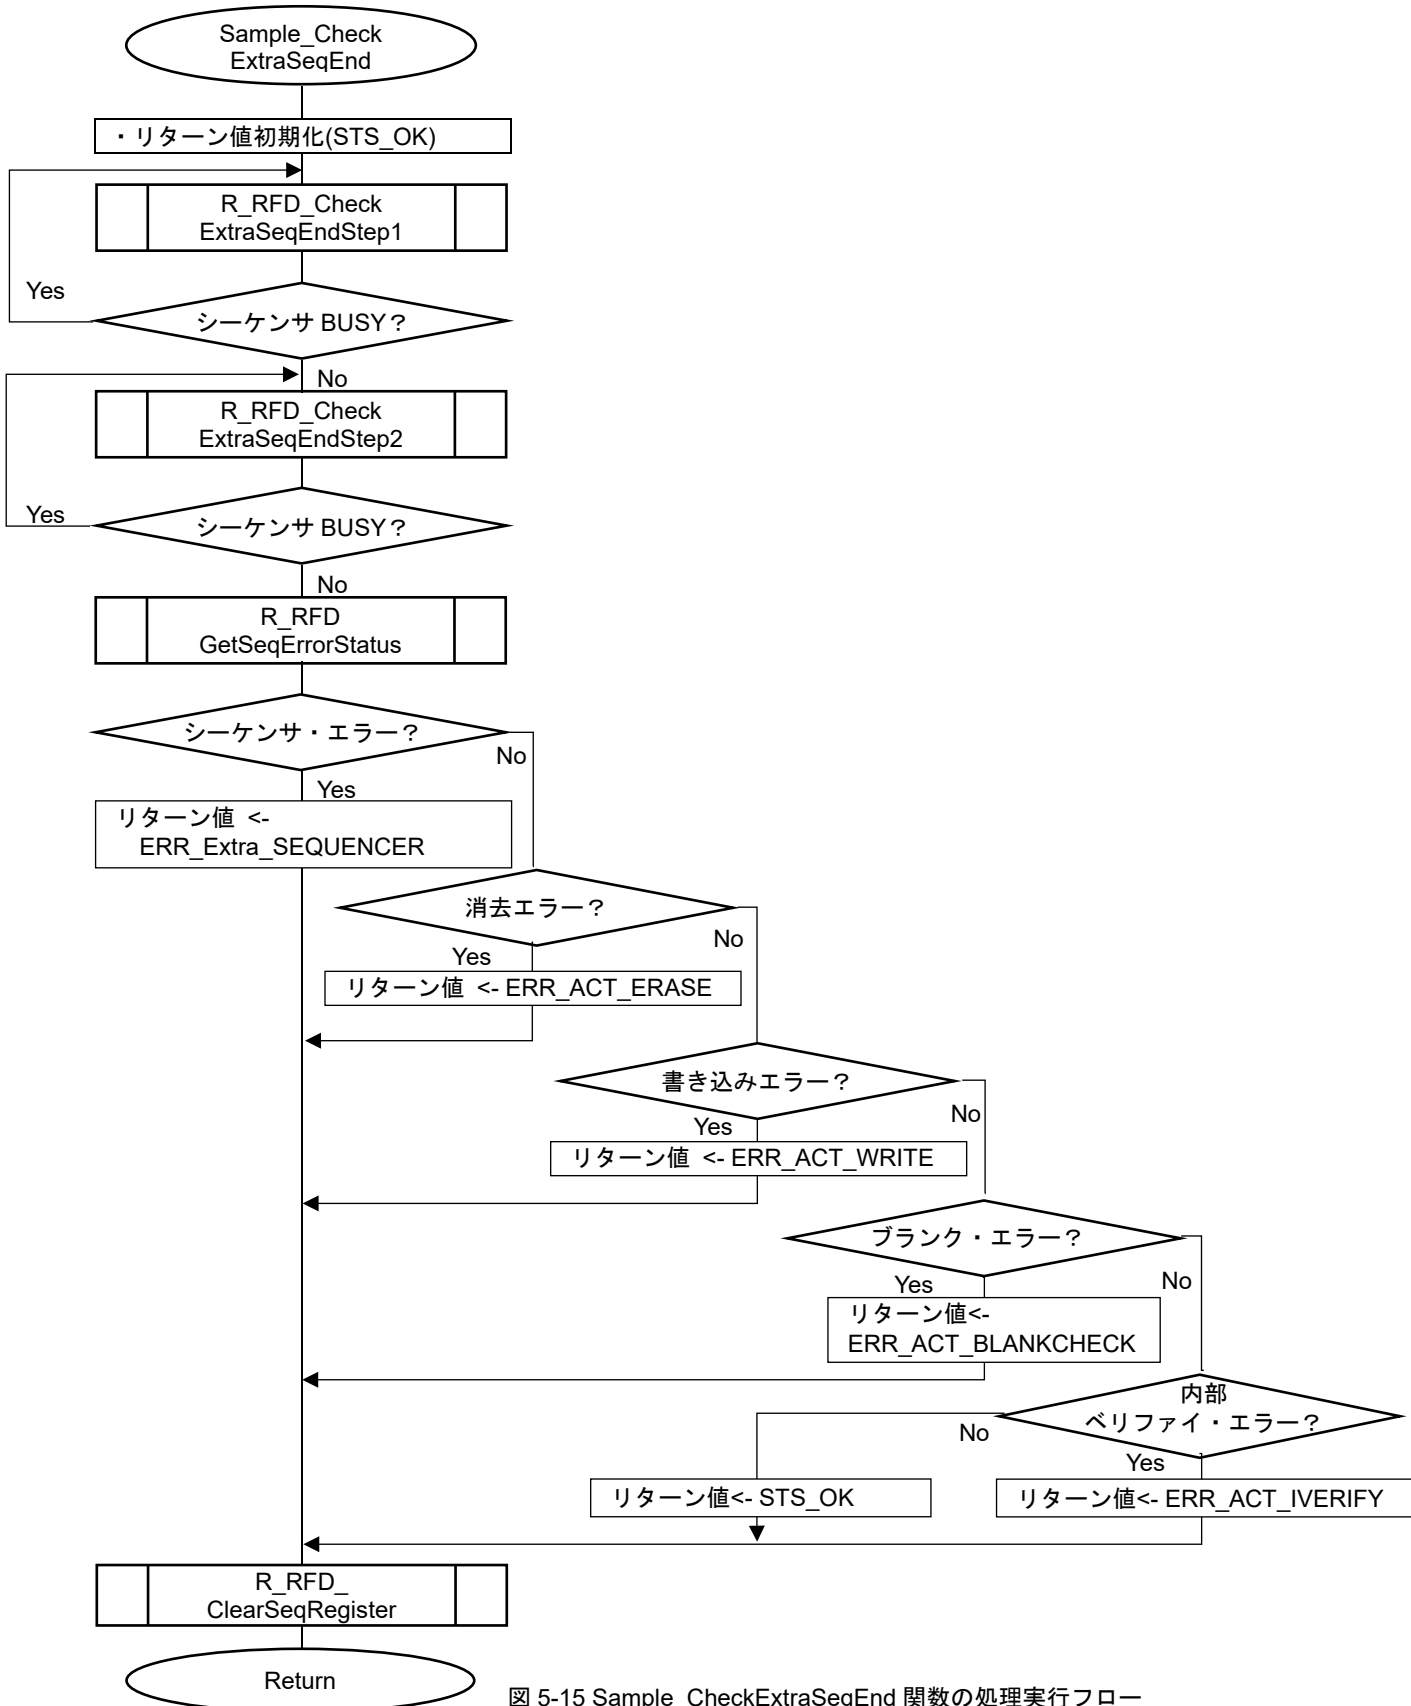 Sample_Check
ExtraSeqEnd
・リターン値初期化(STS_OK)
R_RFD_Check
ExtraSeqEndStep1
Yes
シーケンサ BUSY？
No
R_RFD_Check
ExtraSeqEndStep2
Yes
シーケンサ BUSY？
No
R_RFD
GetSeqErrorStatus
シーケンサ・エラー？
No
Yes
リターン値 <-
ERR_Extra_SEQUENCER
消去エラー？
No
Yes
リターン値 <- ERR_ACT_ERASE
書き込みエラー？
No
Yes
リターン値 <- ERR_ACT_WRITE
ブランク・エラー？
No
Yes
リターン値<-
ERR_ACT_BLANKCHECK
内部
ベリファイ・エラー？
No
Yes
リターン値<- STS_OK
リターン値<- ERR_ACT_IVERIFY
R_RFD_
ClearSeqRegister
Return
図 5-15 Sample_CheckExtraSeqEnd 関数の処理実行フロー